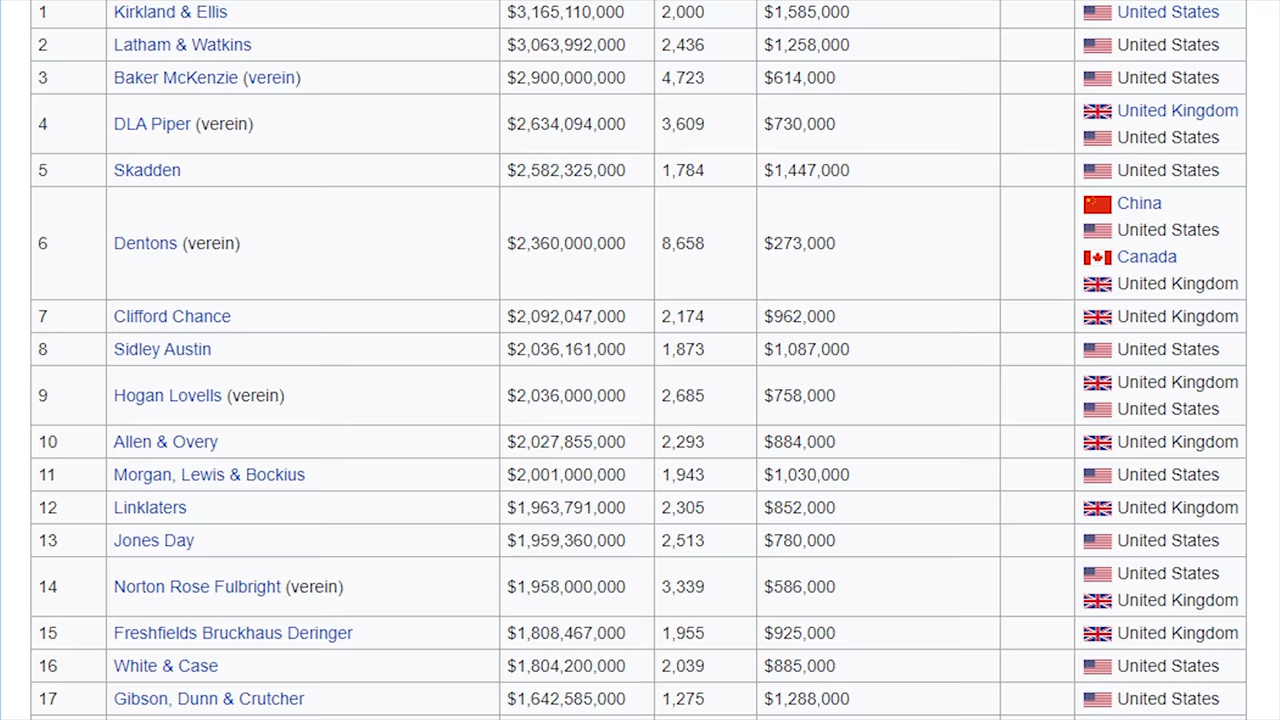 1 Kirkland & Ellis $3,165,110,000 2,000 $1,585,000 United States
2 Latham & Watkins $3,063,992,000 2,436 $1,258,000 United States
3 Baker McKenzie (verein) $2,900,000,000 4,723 $614,000 United States
4 DLA Piper (verein) $2,634,094,000 3,609 $730,000 United Kingdom
United States
5 Skadden $2,582,325,000 1,784 $1,447,000 United States
6 Dentons (verein) $2,360,000,000 8,658 $273,000 China
United States
Canada
United Kingdom
7 Clifford Chance $2,092,047,000 2,174 $962,000 United Kingdom
8 Sidley Austin $2,036,161,000 1,873 $1,087,000 United States
9 Hogan Lovells (verein) $2,036,000,000 2,685 $758,000 United Kingdom
United States
10 Allen & Overy $2,027,855,000 2,293 $884,000 United Kingdom
11 Morgan, Lewis & Bockius $2,001,000,000 1,943 $1,030,000 United States
12 Linklaters $1,963,791,000 2,305 $852,000 United Kingdom
13 Jones Day $1,959,360,000 2,513 $780,000 United States
14 Norton Rose Fulbright (verein) $1,958,000,000 3,339 $586,000 United States
United Kingdom
15 Freshfields Bruckhaus Deringer $1,808,467,000 1,955 $925,000 United Kingdom
16 White & Case $1,804,200,000 2,039 $885,000 United States
17 Gibson, Dunn & Crutcher $1,642,585,000 1,275 $1,288,000 United States